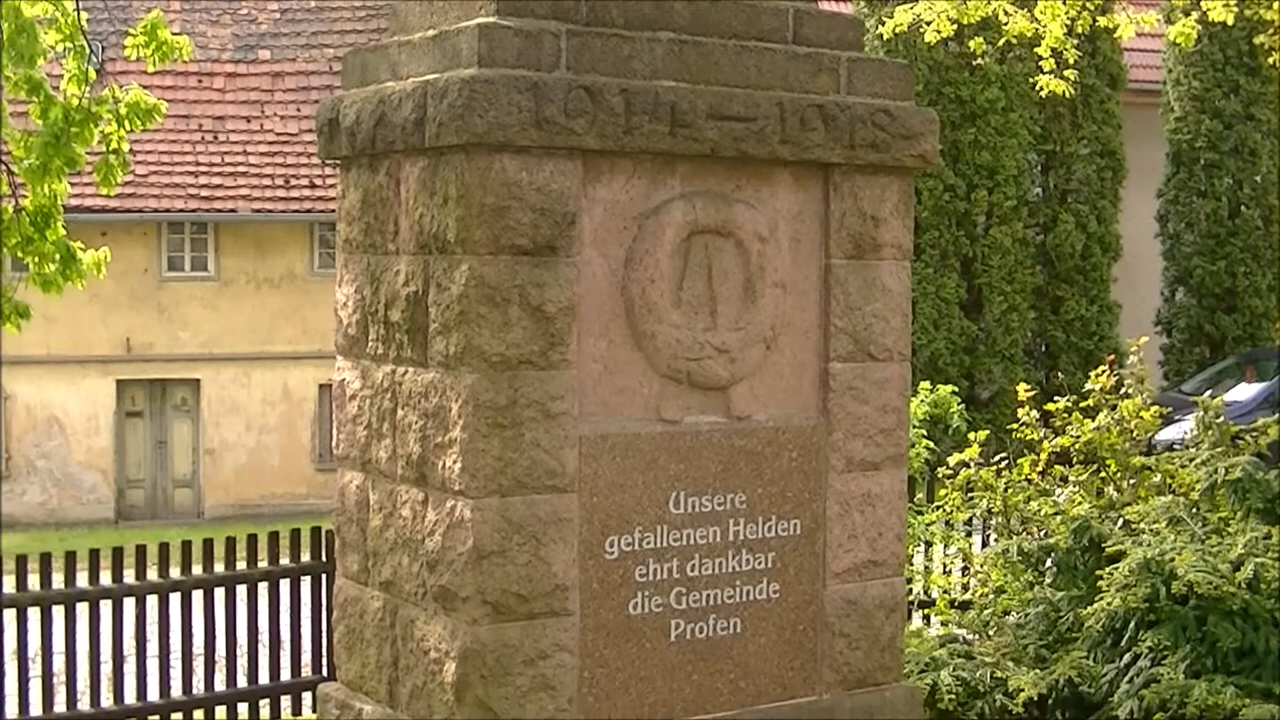 1914–1918
Unsere
gefallenen Helden
ehrt dankbar
die Gemeinde
Profen